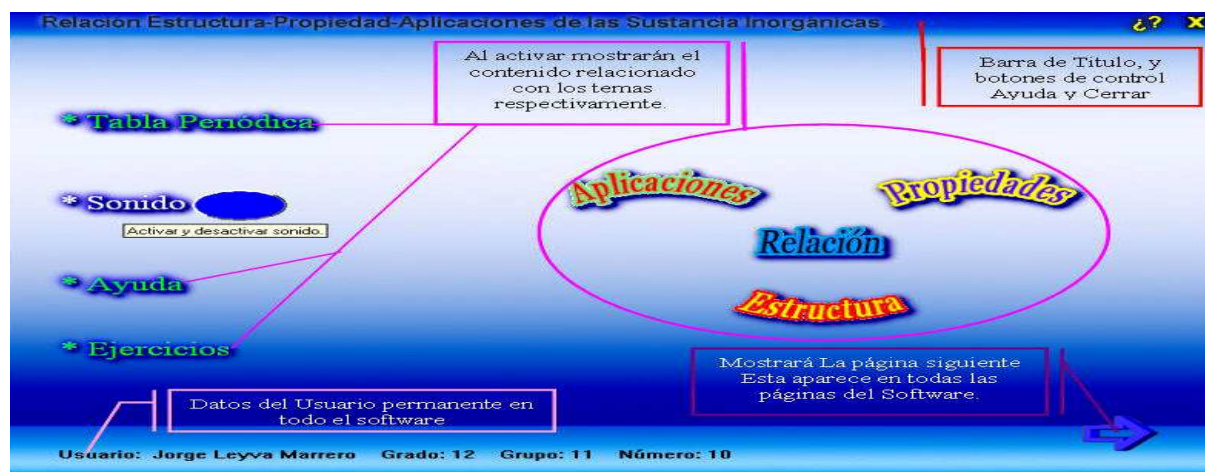 Relación Estructura-Propiedad-Aplicaciones de las Sustancia Inorgánicas.
¿? X
Al activar mostrarán el
contenido relacionado
con los temas
respectivamente.
Barra de Titulo, y
botones de control
Ayuda y Cerrar
* Tabla Periódica
Aplicaciones
Propiedades
* Sonido
Activar y desactivar sonido.
Relación
* Ayuda
Estructura
* Ejercicios
Mostrará La página siguiente
Esta aparece en todas las
páginas del Software.
Datos del Usuario permanente en
todo el software
Usuario: Jorge Leyva Marrero Grado: 12 Grupo: 11 Número: 10